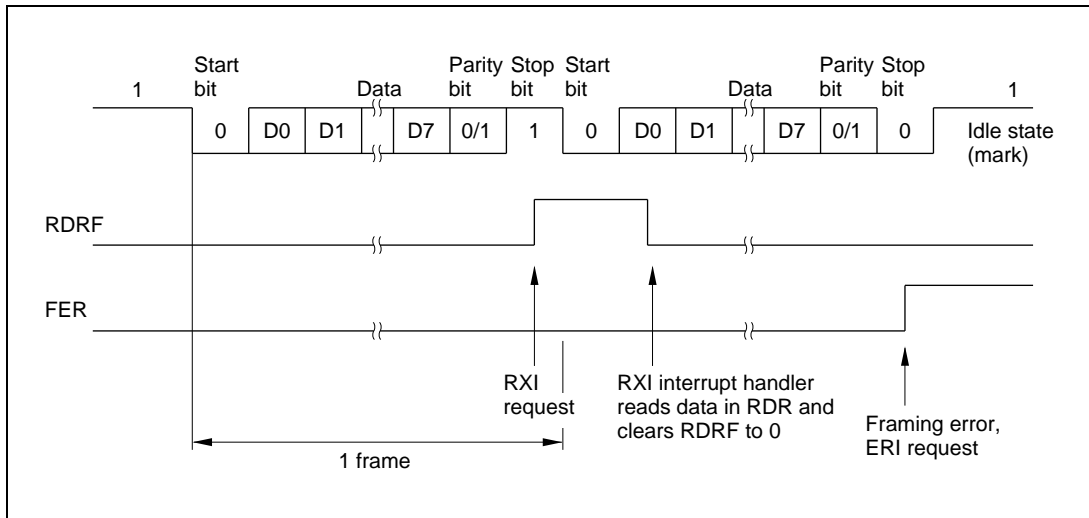 Start bit
Parity bit
Stop bit
Start bit
Parity bit
Stop bit
1
Data
Data
1
0 D0 D1 D7 0/1 1 0 D0 D1 D7 0/1 0
Idle state
(mark)
RDRF
FER
RXI
request
RXI interrupt handler
reads data in RDR and
clears RDRF to 0
Framing error,
ERI request
1 frame